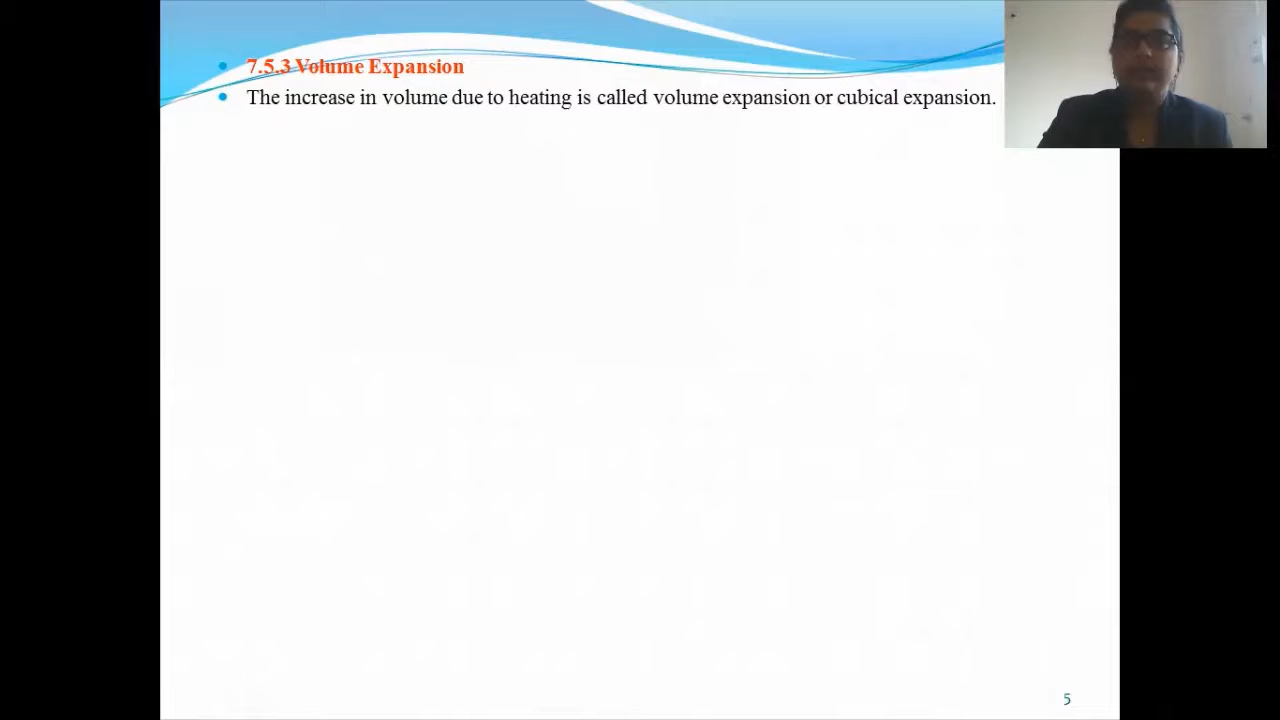 7.5.3 Volume Expansion
The increase in volume due to heating is called volume expansion or cubical expansion.
5